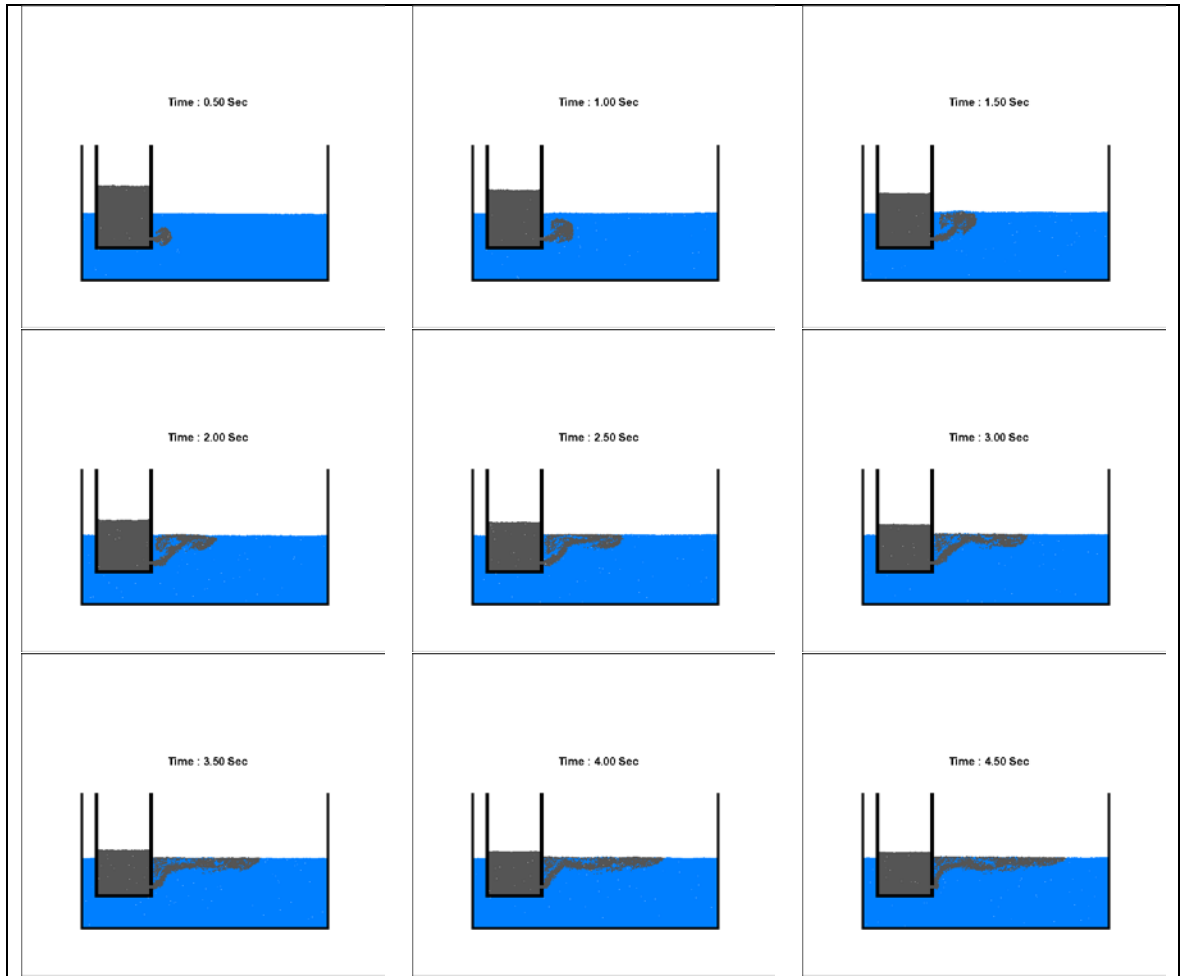 Time : 0.50 Sec
Time : 1.00 Sec
Time : 1.50 Sec
Time : 2.00 Sec
Time : 2.50 Sec
Time : 3.00 Sec
Time : 3.50 Sec
Time : 4.00 Sec
Time : 4.50 Sec